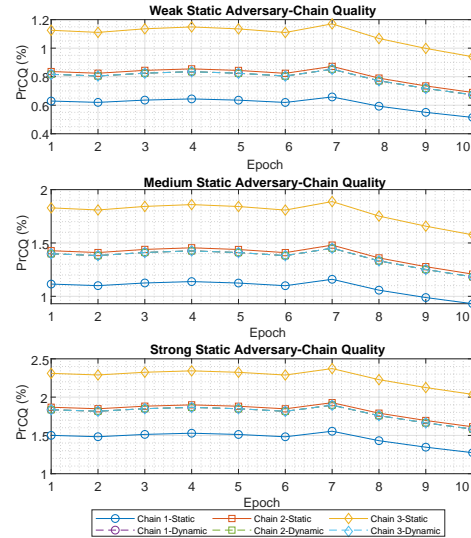 Weak Static Adversary-Chain Quality
1.2
1
0.8
0.6
0.4
PrCQ (%)
1 2 3 4 5 6 7 8 9 10
Epoch
Medium Static Adversary-Chain Quality
2
1.5
1
PrCQ (%)
1 2 3 4 5 6 7 8 9 10
Epoch
Strong Static Adversary-Chain Quality
2.5
2
1.5
1
PrCQ (%)
1 2 3 4 5 6 7 8 9 10
Epoch
Chain 1-Static Chain 2-Static Chain 3-Static
Chain 1-Dynamic Chain 2-Dynamic Chain 3-Dynamic